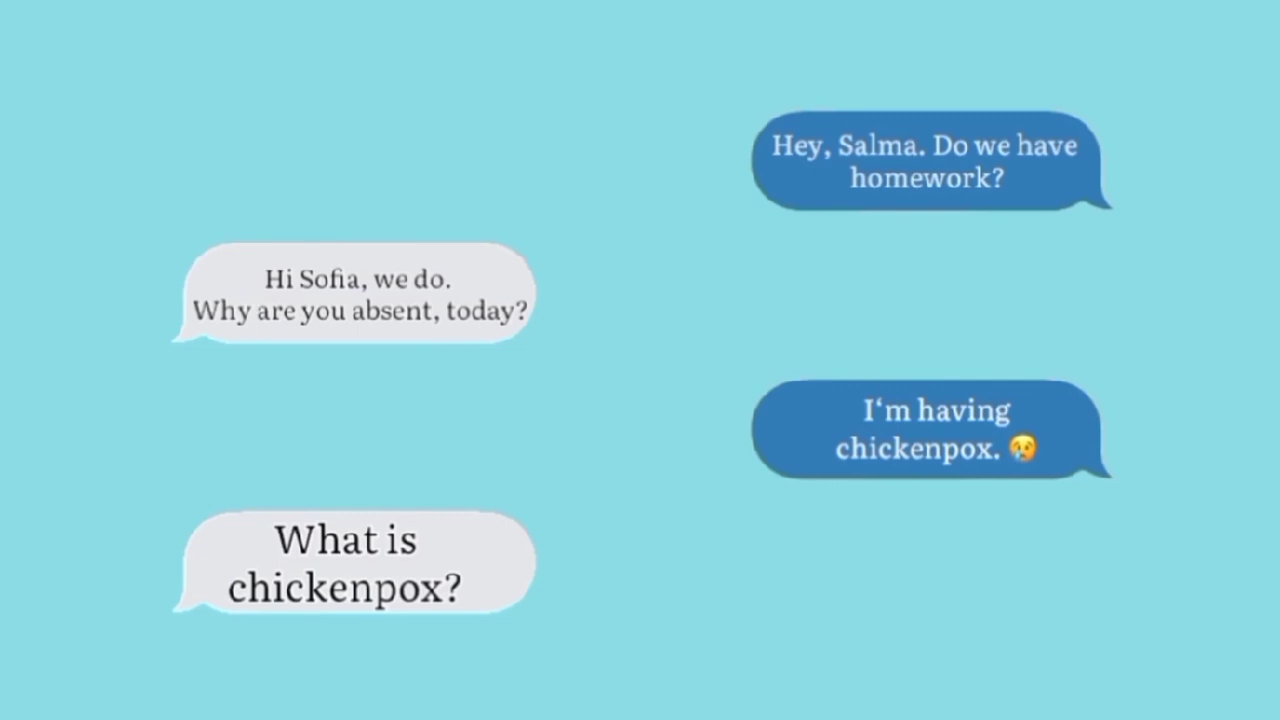 Hey, Salma. Do we have
homework?
Hi Sofia, we do.
Why are you absent, today?
I‘m having
chickenpox. 😢
What is
chickenpox?